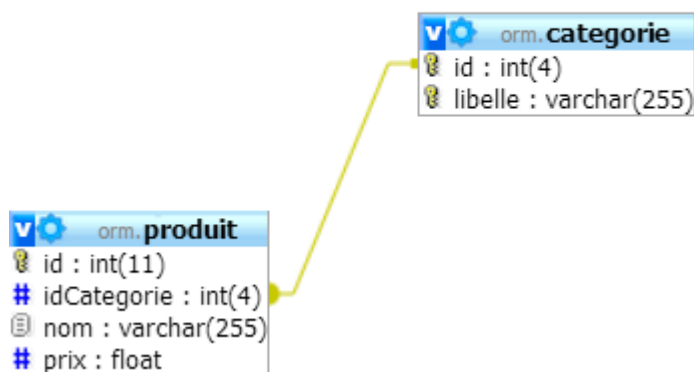 v orm.categorie
id : int(4)
libelle : varchar(255)
v orm.produit
id : int(11)
# idCategorie : int(4)
nom : varchar(255)
# prix : float